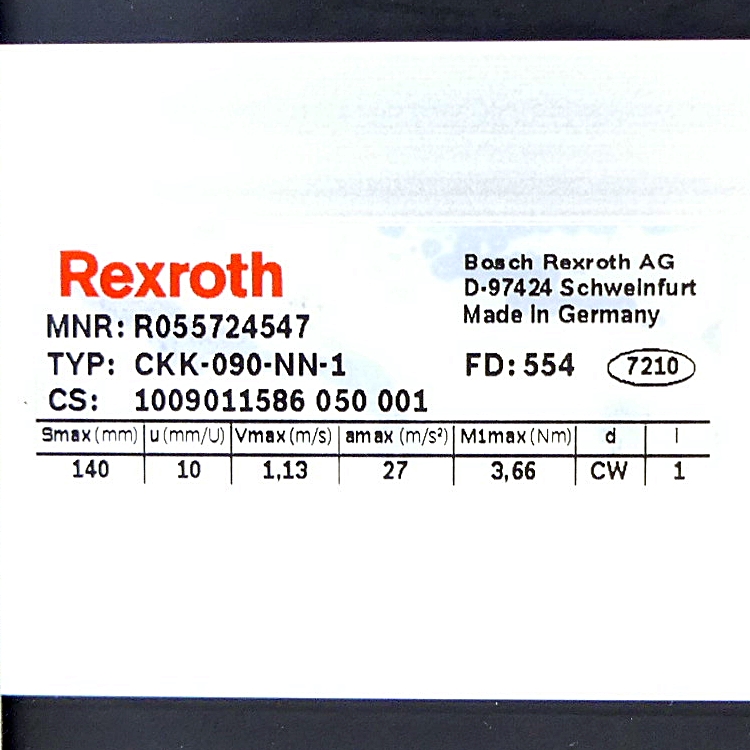 Rexroth
Bosch Rexroth AG
D-97424 Schweinfurt
Made In Germany
MNR: R055724547
TYP: CKK-090-NN-1
FD: 554 7210
CS: 1009011586 050 001
Smax (mm) u (mm/U) Vmax (m/s) amax (m/s²) M1max (Nm) d i
140 10 1,13 27 3,66 CW 1